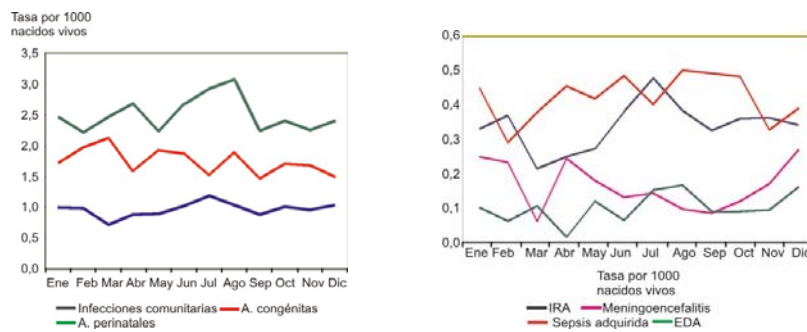 Tasa por 1000
nacidos vivos
3,5
3,0
2,5
2,0
1,5
1,0
0,5
0,0
Ene Feb Mar Abr May Jun Jul Ago Sep Oct Nov Dic
Infecciones comunitarias A. congénitas
A. perinatales
0,6
0,5
0,4
0,3
0,2
0,1
0,0
Ene Feb Mar Abr May Jun Jul Ago Sep Oct Nov Dic
Tasa por 1000
nacidos vivos
IRA Meningoencefalitis
Sepsis adquirida EDA